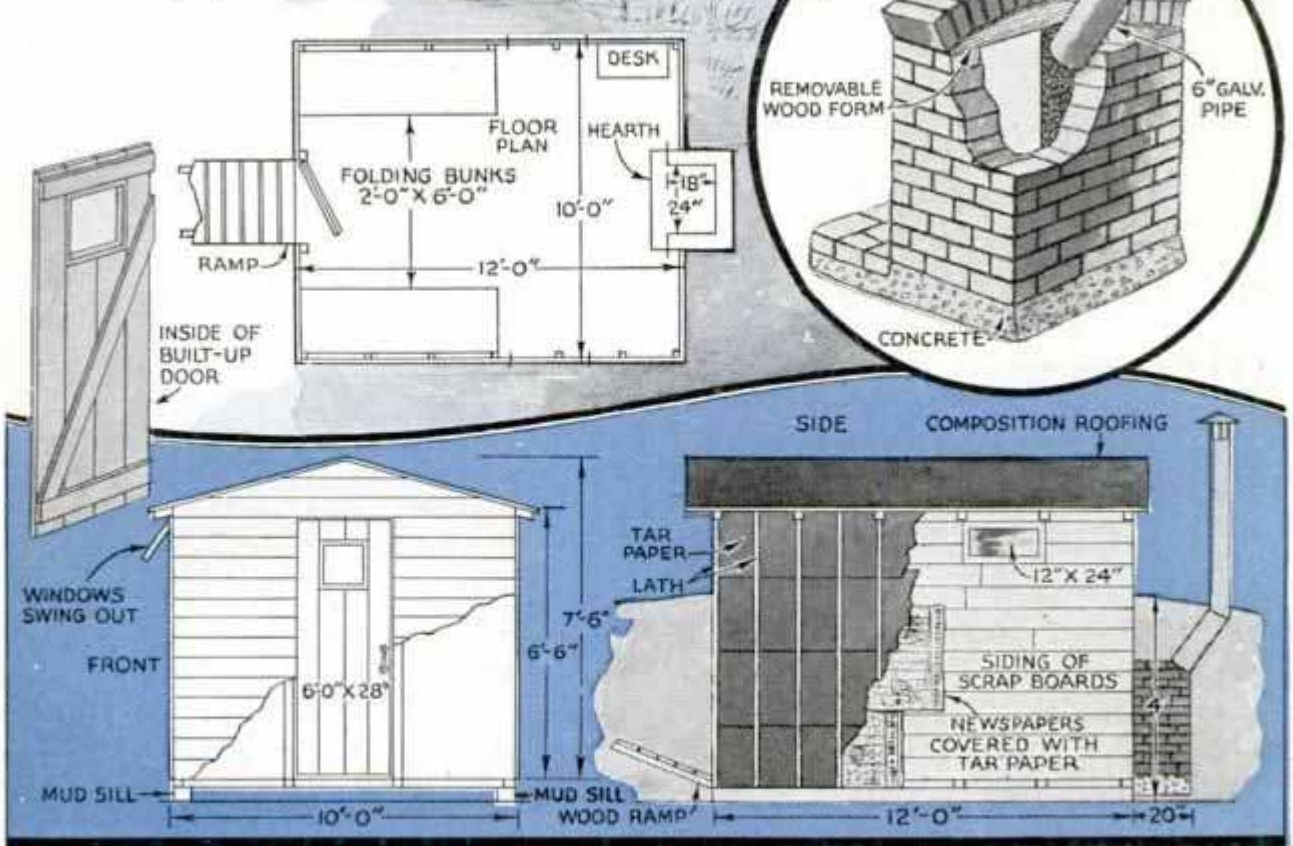 DESK
REMOVABLE
WOOD FORM
6" GALV.
PIPE
FLOOR
PLAN
HEARTH
FOLDING BUNKS
2'-0" X 6'-0"
10'-0"
18"
24"
RAMP
12'-0"
CONCRETE
INSIDE OF
BUILT-UP
DOOR
SIDE
COMPOSITION ROOFING
TAR
PAPER
LATH
12" X 24"
WINDOWS
SWING OUT
7'-6"
6'-6"
FRONT
6'-0" X 28"
SIDING OF
SCRAP BOARDS
4'
NEWSPAPERS
COVERED WITH
TAR PAPER
MUD SILL
MUD SILL
WOOD RAMP
10'-0"
12'-0"
20"